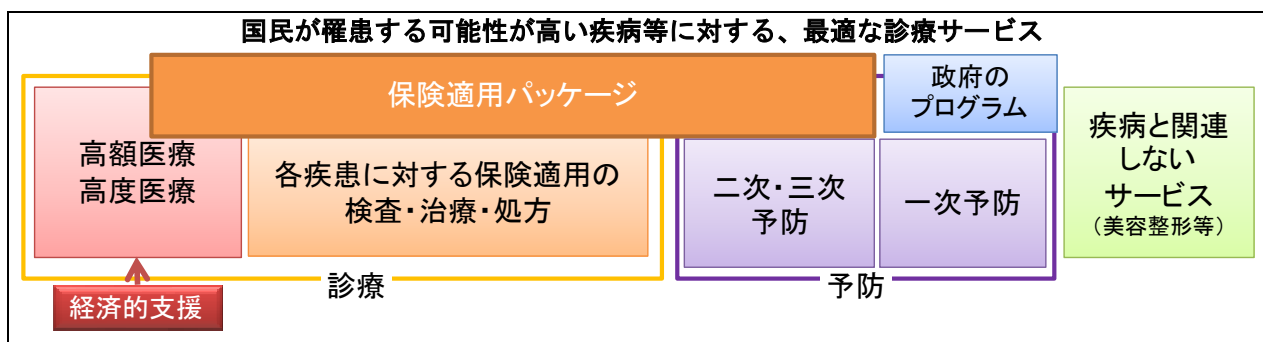 国民が罹患する可能性が高い疾病等に対する、最適な診療サービス
保険適用パッケージ
政府の
プログラム
高額医療
高度医療
各疾患に対する保険適用の
検査・治療・処方
二次・三次
予防
一次予防
疾病と関連
しない
サービス
（美容整形等）
診療
予防
経済的支援